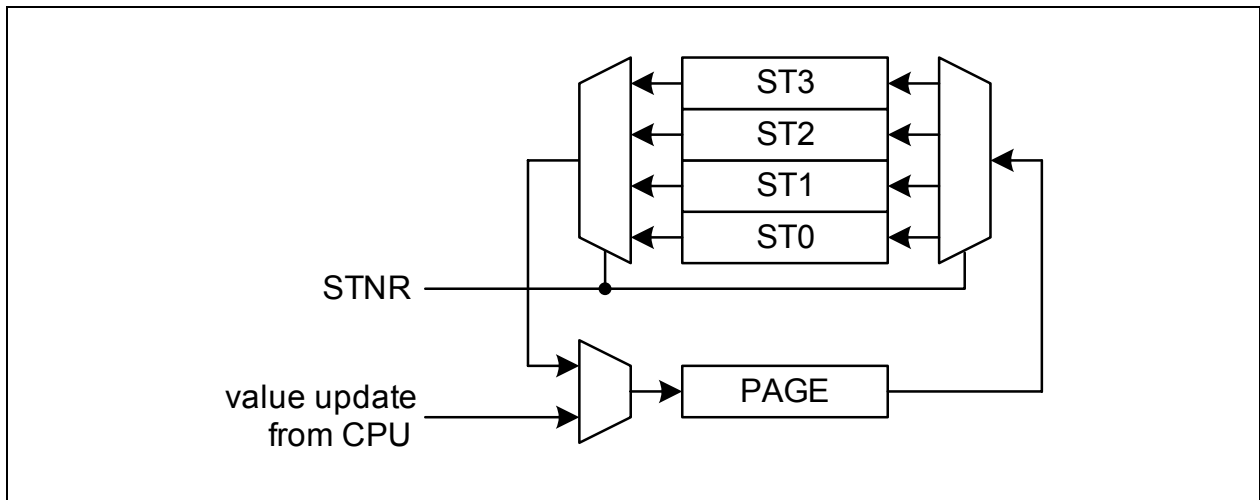 ST3
ST2
ST1
ST0
STNR
PAGE
value update
from CPU